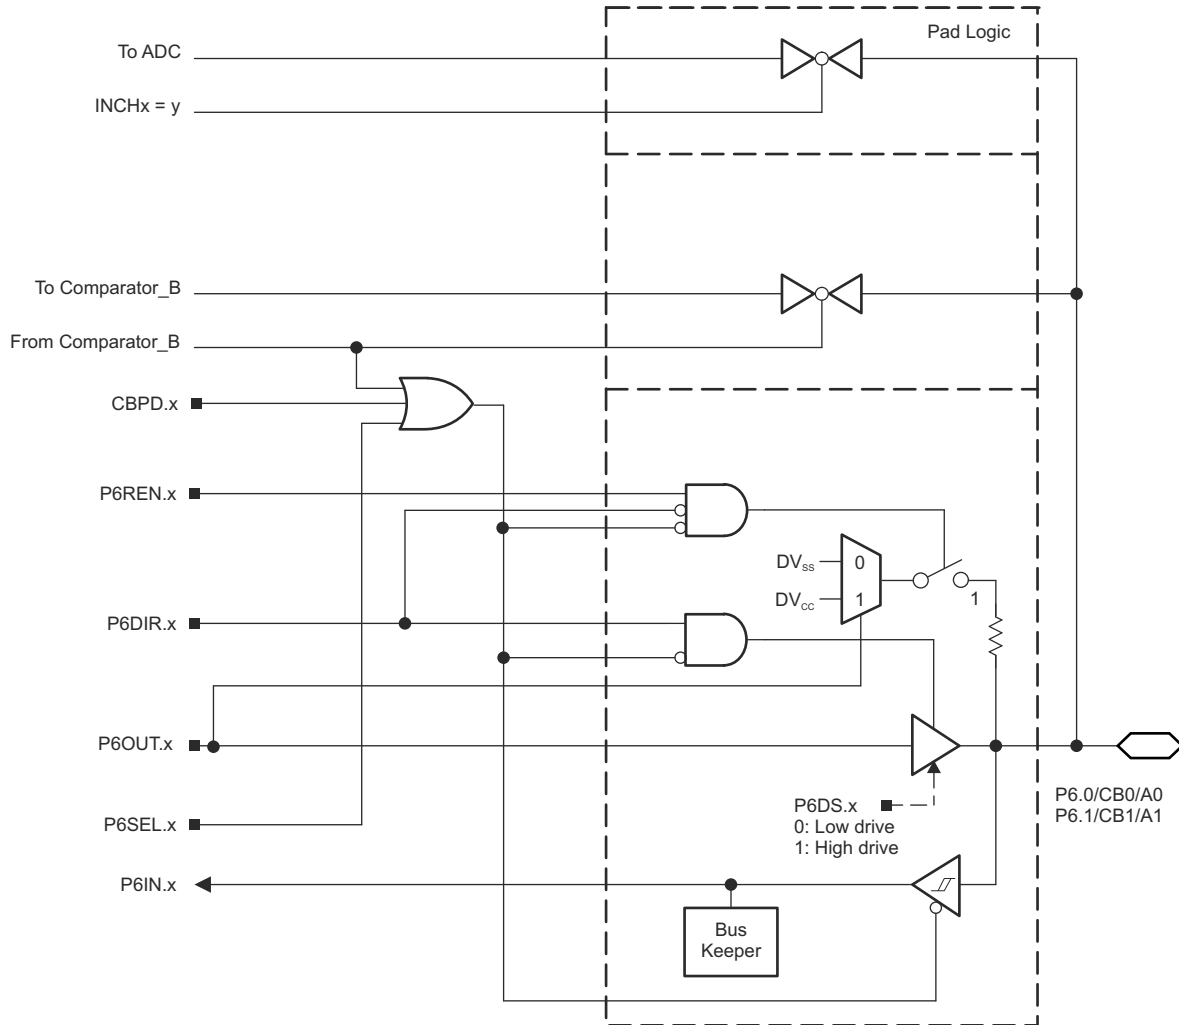 Pad Logic
To ADC
INCHx = y
To Comparator_B
From Comparator_B
CBPD.x
P6REN.x
DVSS 0
DVCC 1
1
P6DIR.x
P6OUT.x
P6DS.x
0: Low drive
1: High drive
P6.0/CB0/A0
P6.1/CB1/A1
P6SEL.x
P6IN.x
Bus
Keeper